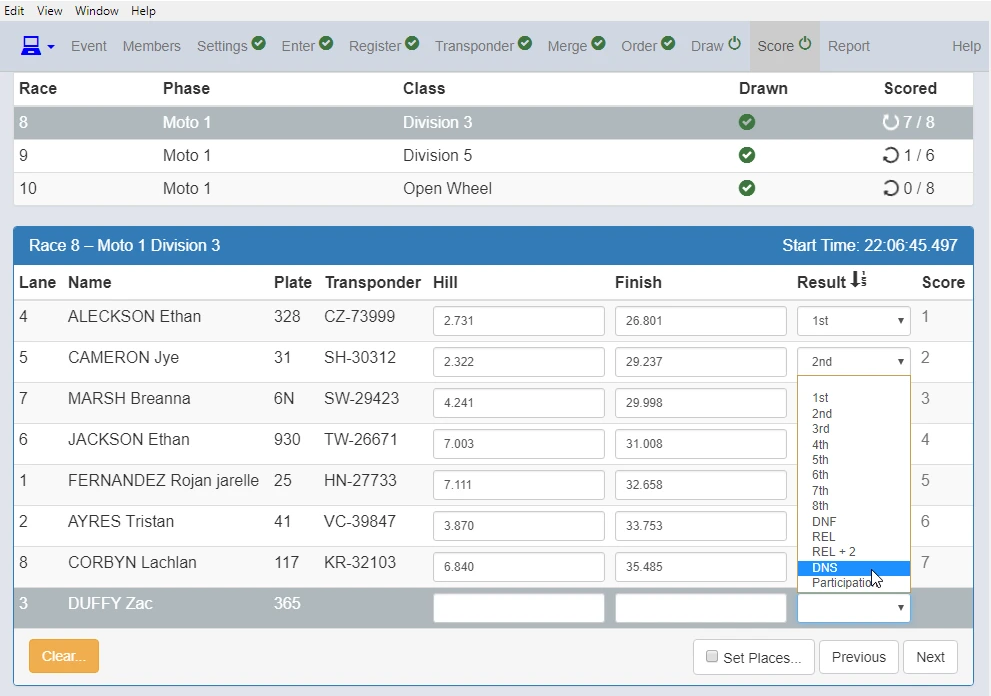 Edit View Window Help
Event Members Settings Enter Register Transponder Merge Order Draw Score Report Help
Race Phase Class Drawn Scored
8 Moto 1 Division 3 7 / 8
9 Moto 1 Division 5 1 / 6
10 Moto 1 Open Wheel 0 / 8
Race 8 – Moto 1 Division 3 Start Time: 22:06:45.497
Lane Name Plate Transponder Hill Finish Result Score
4 ALECKSON Ethan 328 CZ-73999 2.731 26.801 1st 1
5 CAMERON Jye 31 SH-30312 2.322 29.237 2nd 2
7 MARSH Breanna 6N SW-29423 4.241 29.998 3
6 JACKSON Ethan 930 TW-26671 7.003 31.008 4
1 FERNANDEZ Rojan jarelle 25 HN-27733 7.111 32.658 5
2 AYRES Tristan 41 VC-39847 3.870 33.753 6
8 CORBYN Lachlan 117 KR-32103 6.840 35.485 7
3 DUFFY Zac 365
1st
2nd
3rd
4th
5th
6th
7th
8th
DNF
REL
REL + 2
DNS
Participation
Clear... Set Places... Previous Next